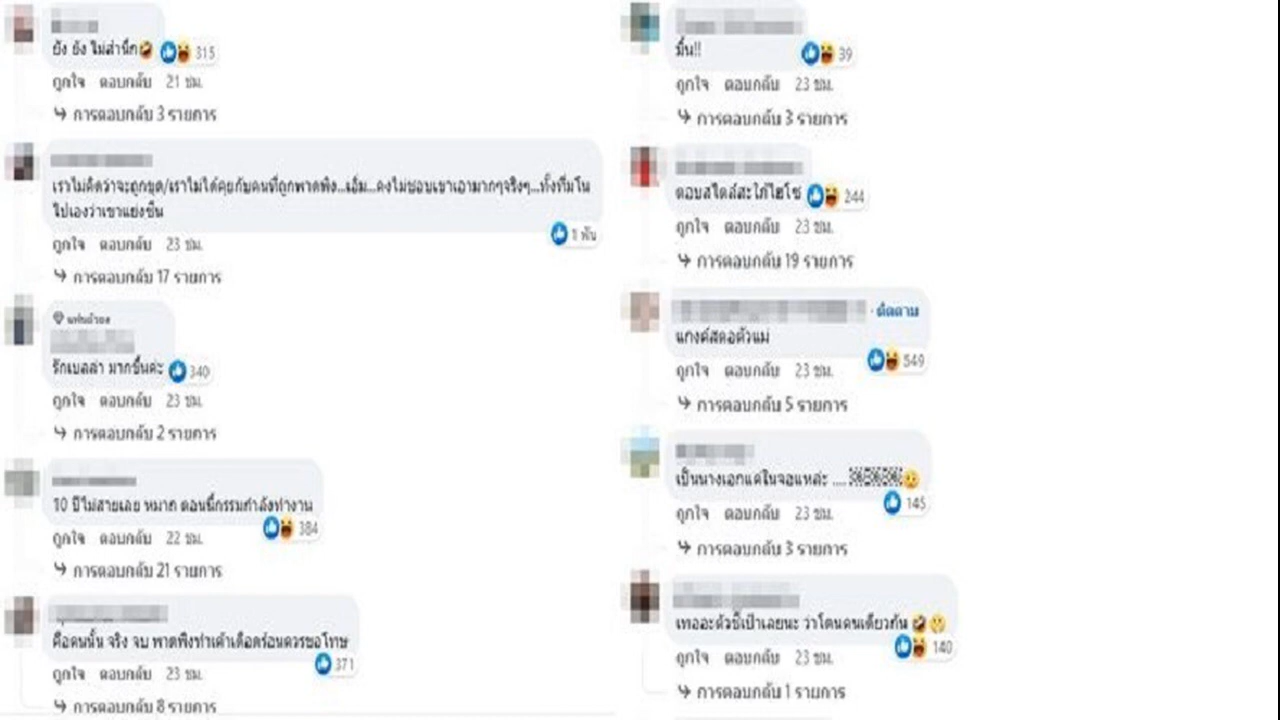 ยัง ยัง ไม่สำนึก🤣 315
ถูกใจ ตอบกลับ 21 ชม.
การตอบกลับ 3 รายการ
เราไม่คิดว่าจะถูกขุด/เราไม่ได้คุยกับคนที่ถูกพาดพิง...เอิ่ม...คงไม่ชอบเขาเอามากๆจริงๆ...ทั้งที่มโน
ไปเองว่าเขาแย่งซีน
1 พัน
ถูกใจ ตอบกลับ 23 ชม.
การตอบกลับ 17 รายการ
แฟนตัวยง
รักเบลล่า มากขึ้นค่ะ 340
ถูกใจ ตอบกลับ 23 ชม.
การตอบกลับ 2 รายการ
10 ปีไม่สายเลย หมาก ตอนนี้กรรมกำลังทำงาน
384
ถูกใจ ตอบกลับ 22 ชม.
การตอบกลับ 21 รายการ
คือคนนั้น จริง จบ พาดพิงทำเค้าเดือดร้อนควรขอโทษ
371
ถูกใจ ตอบกลับ 23 ชม.
การตอบกลับ 8 รายการ
มึ้น!! 39
ถูกใจ ตอบกลับ 23 ชม.
การตอบกลับ 3 รายการ
ตอบสไตล์สะใภ้ไฮโซ 244
ถูกใจ ตอบกลับ 23 ชม.
การตอบกลับ 19 รายการ
· ติดตาม
แกงค์สตอตัวแม่
549
ถูกใจ ตอบกลับ 23 ชม.
การตอบกลับ 5 รายการ
เป็นนางเอกแค่ในจอแหล่ะ ....
145
ถูกใจ ตอบกลับ 23 ชม.
การตอบกลับ 3 รายการ
เทออะตัวชี้เป้าเลยนะ ว่าโดนคนเดียวกัน 🤣🤫
140
ถูกใจ ตอบกลับ 23 ชม.
การตอบกลับ 1 รายการ